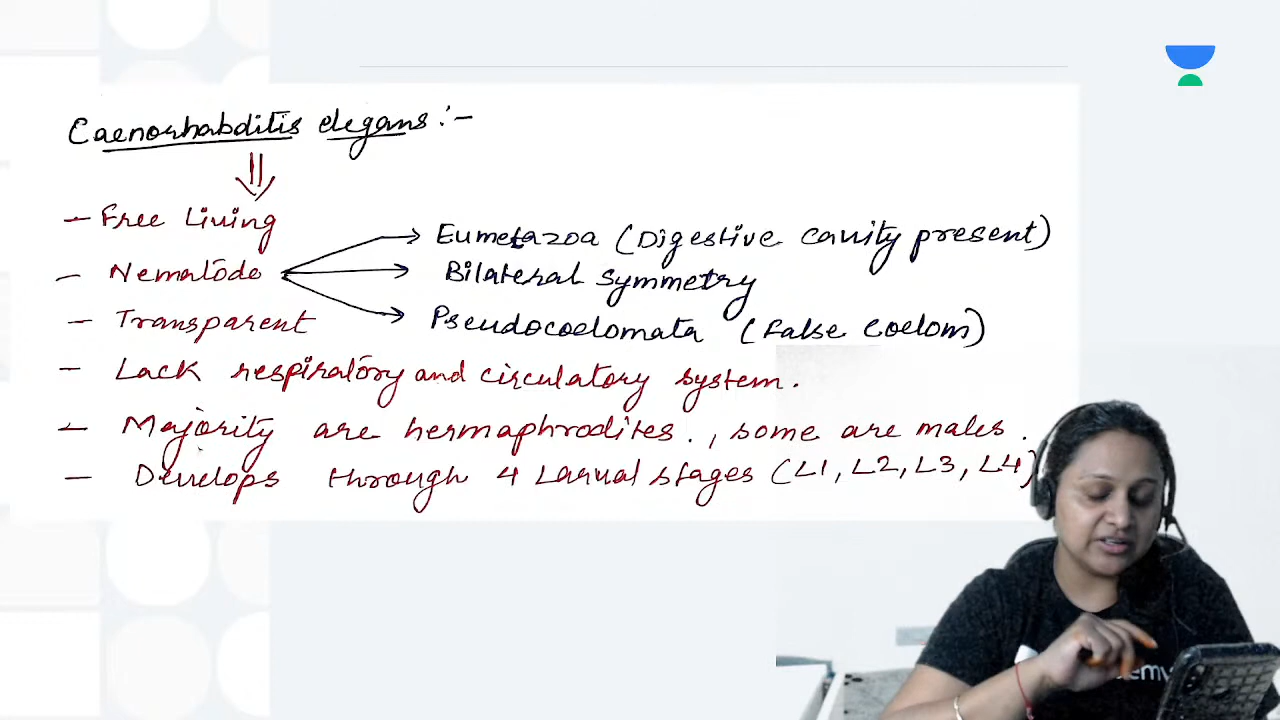 Caenorhabditis elegans :-
- Free Living
- Nematode
Eumetazoa (Digestive cavity present)
Bilateral Symmetry
Pseudocoelomata (False Coelom)
- Transparent
- Lack respiratory and circulatory system.
- Majority are hermaphrodites., some are males.
- Develops through 4 Larval stages (L1, L2, L3, L4)